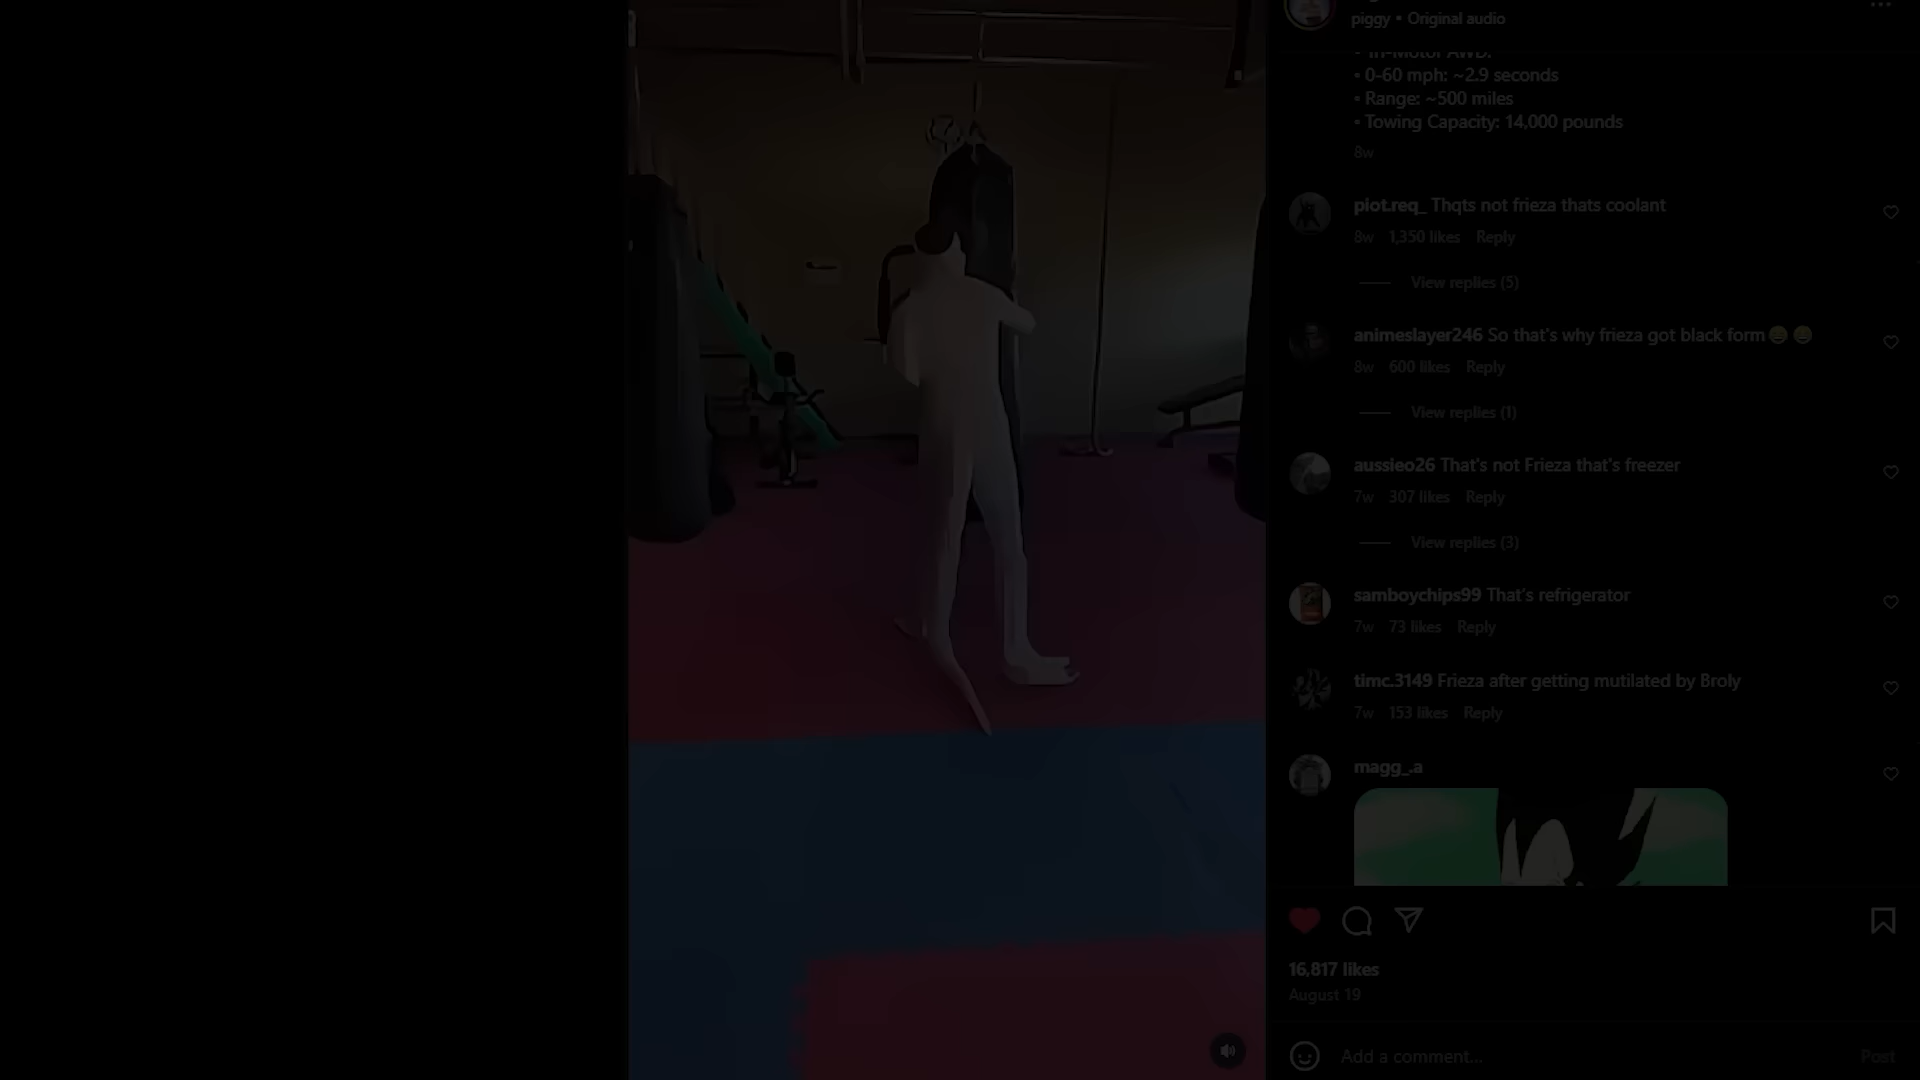 piggy • Original audio
• Tri-Motor AWD:
• 0-60 mph: ~2.9 seconds
• Range: ~500 miles
• Towing Capacity: 14,000 pounds
8w
piot.req_ Thqts not frieza thats coolant
8w 1,350 likes Reply
View replies (5)
animeslayer246 So that's why frieza got black form😂😂
8w 600 likes Reply
View replies (1)
aussieo26 That's not Frieza that's freezer
7w 307 likes Reply
View replies (3)
samboychips99 That's refrigerator
7w 73 likes Reply
timc.3149 Frieza after getting mutilated by Broly
7w 153 likes Reply
magg_.a
16,817 likes
August 19
Add a comment...
Post